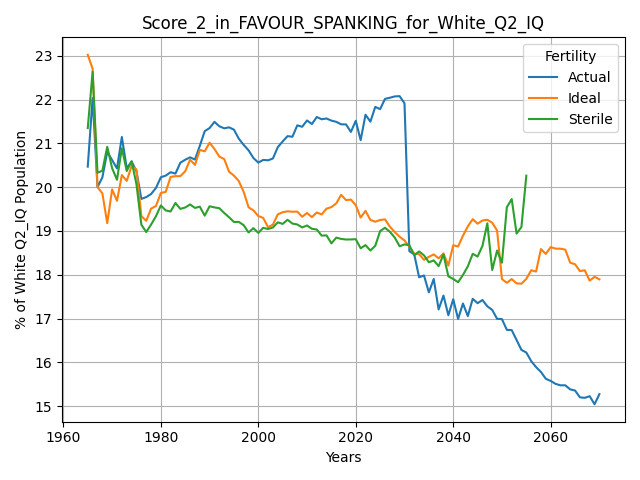 Score_2_in_FAVOUR_SPANKING_for_White_Q2_IQ
% of White Q2_IQ Population
23
22
21
20
19
18
17
16
15
Fertility
Actual
Ideal
Sterile
1960
1980
2000
2020
2040
2060
Years